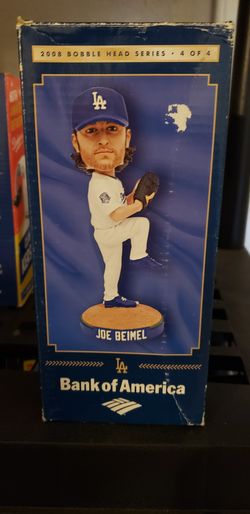 2008 BOBBLE HEAD SERIES • 4 OF 4
LA
JOE BEIMEL
LA
Bank of America